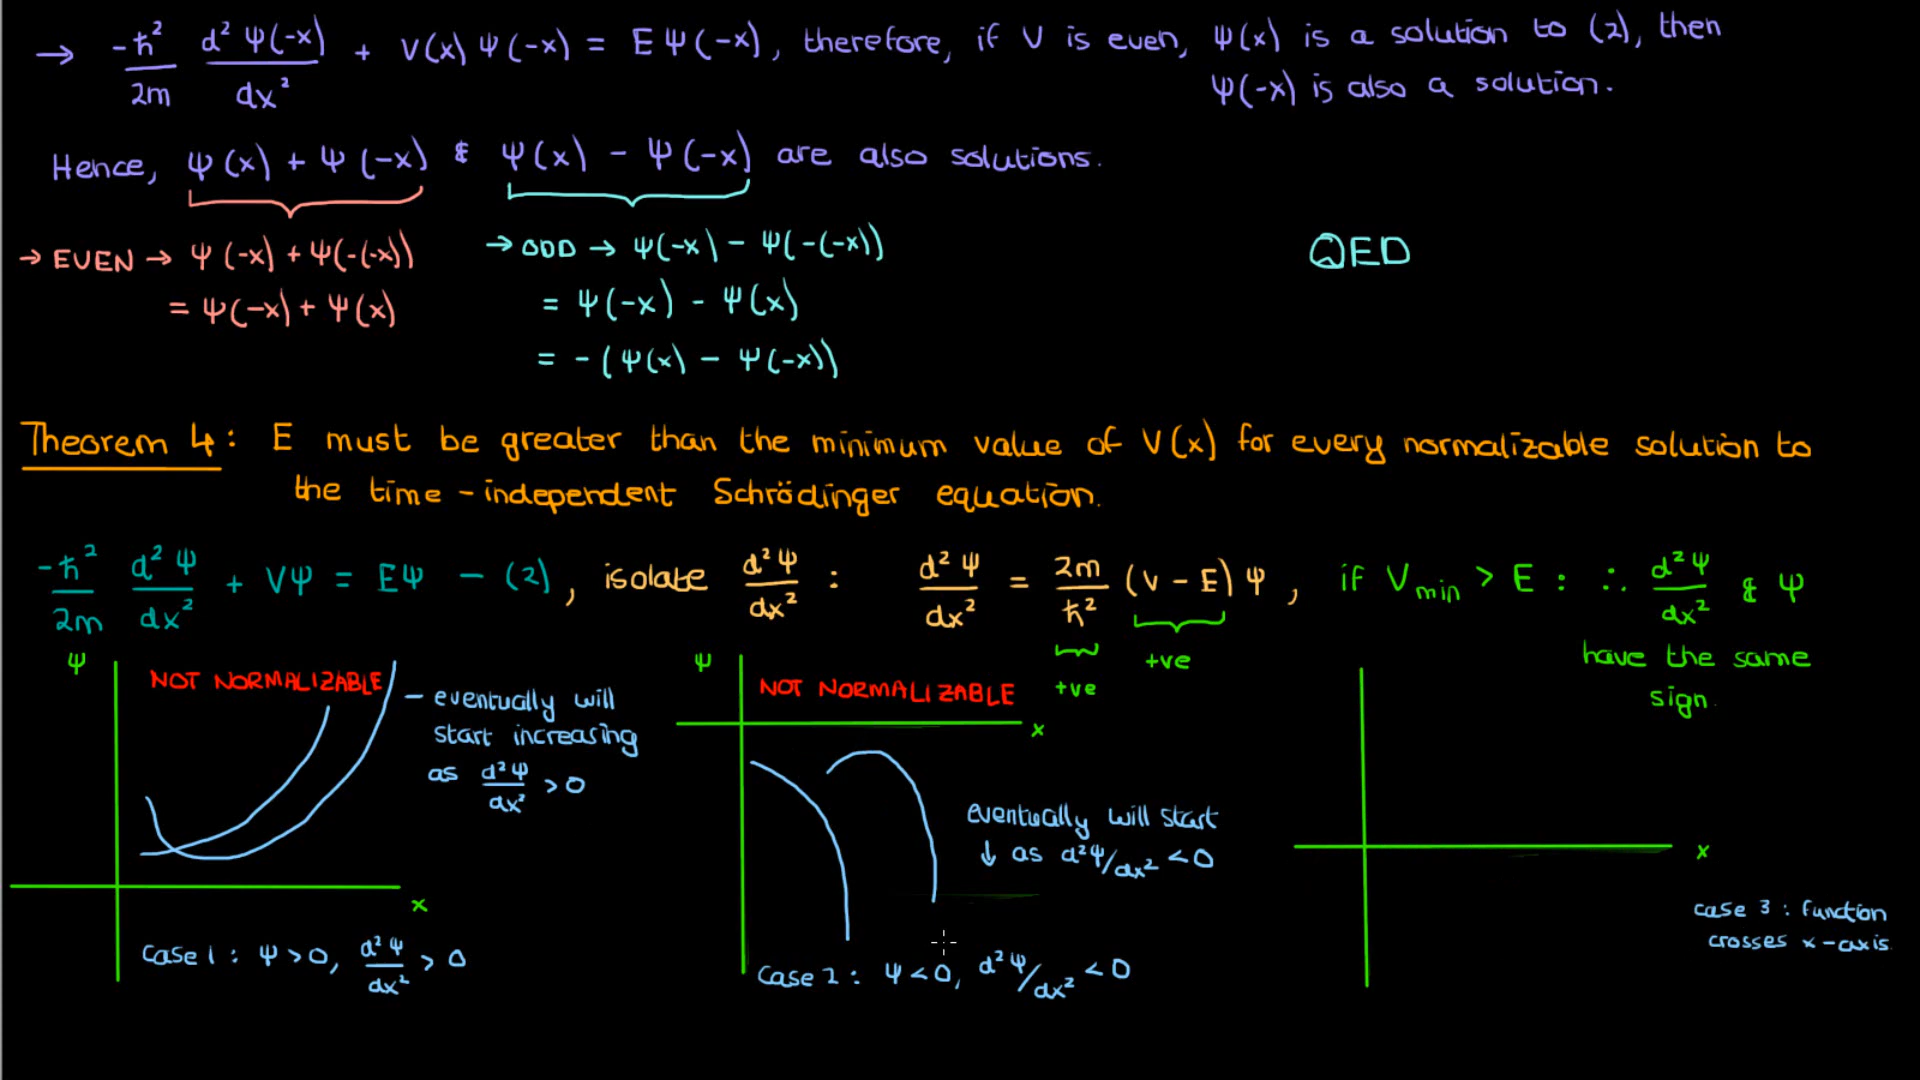 → -ħ²/2m d²Ψ(-x)/dx² + V(x)Ψ(-x) = EΨ(-x), therefore, if V is even, Ψ(x) is a solution to (2), then
Ψ(-x) is also a solution.
Hence, Ψ(x) + Ψ(-x) & Ψ(x) - Ψ(-x) are also solutions.
→ EVEN → Ψ(-x) + Ψ(-(-x))
= Ψ(-x) + Ψ(x)
→ ODD → Ψ(-x) - Ψ(-(-x))
= Ψ(-x) - Ψ(x)
= -(Ψ(x) - Ψ(-x))
QED
Theorem 4: E must be greater than the minimum value of V(x) for every normalizable solution to
the time-independent Schrödinger equation.
-ħ²/2m d²Ψ/dx² + VΨ = EΨ - (2), isolate d²Ψ/dx² : d²Ψ/dx² = 2m/ħ² (V - E)Ψ, if Vmin > E : ∴ d²Ψ/dx² & Ψ
have the same
sign.
+ve
+ve
Ψ
NOT NORMALIZABLE
- eventually will
start increasing
as d²Ψ/dx² > 0
x
Case 1 : Ψ > 0, d²Ψ/dx² > 0
Ψ
NOT NORMALIZABLE
x
eventually will start
↓ as d²Ψ/dx² < 0
Case 2 : Ψ < 0, d²Ψ/dx² < 0
x
case 3 : function
crosses x-axis